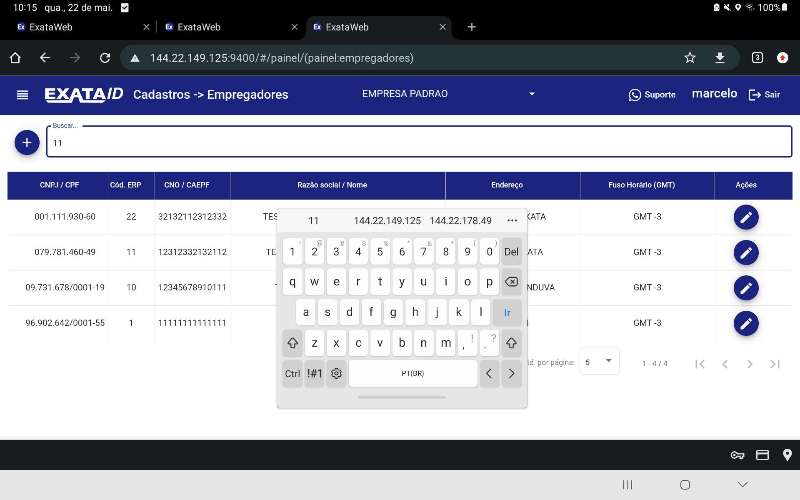 10:15 qua., 22 de mai. 100%
ExataWeb ExataWeb ExataWeb
144.22.149.125:9400/#/painel/(painel:empregadores) 3
EXATA ID Cadastros -> Empregadores EMPRESA PADRAO Suporte marcelo Sair
Buscar...
11
CNPJ / CPF Cód. ERP CNO / CAEPF Razão social / Nome Endereço Fuso Horário (GMT) Ações
001.111.930-60 22 32132112312332 TES XATA GMT -3
079.781.460-49 11 12312332132112 TE ATA GMT -3
09.731.678/0001-19 10 12345678910111 NDUVA GMT -3
96.902.642/0001-55 1 11111111111111 GMT -3
id. por página: 5 1 - 4 / 4
11 144.22.149.125 144.22.178.49 ...
1 2 3 4 5 6 7 8 9 0 Del
q w e r t y u i o p
a s d f g h j k l Ir
z x c v b n m , ! . ?
Ctrl !#1 PT(BR) < >